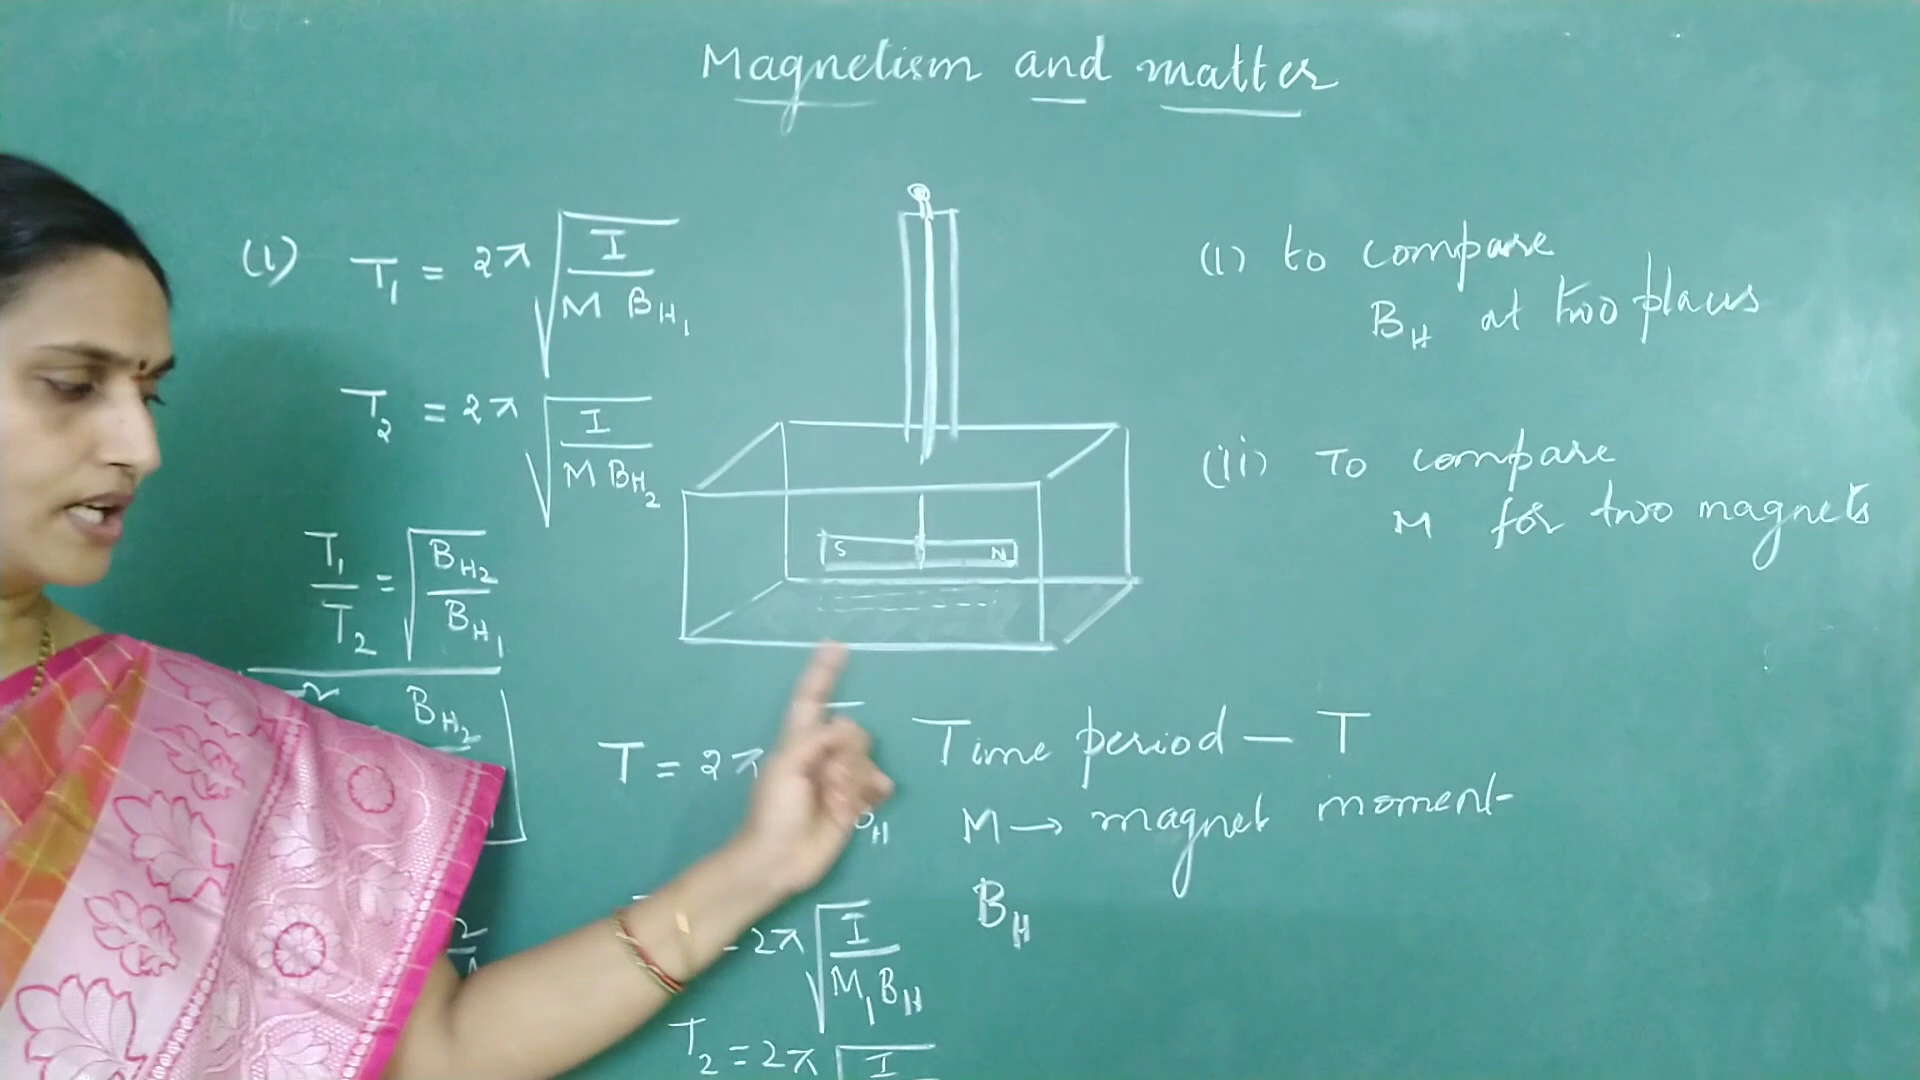 Magnetism and matter
(i) T₁ = 2π √(I / M B_H₁)
T₂ = 2π √(I / M B_H₂)
T₁/T₂ = √(B_H₂ / B_H₁)
B_H₂
S N
(i) to compare
B_H at two places
(ii) To compare
M for two magnets
T = 2π
B_H
Time period – T
M → magnet moment
B_H
= 2π √(I / M₁ B_H)
T₂ = 2π √ I